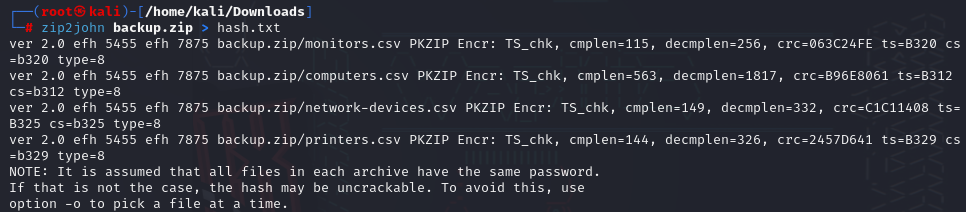 ┌──(root㉿kali)-[/home/kali/Downloads]
└─# zip2john backup.zip > hash.txt
ver 2.0 efh 5455 efh 7875 backup.zip/monitors.csv PKZIP Encr: TS_chk, cmplen=115, decmplen=256, crc=063C24FE ts=B320 cs
=b320 type=8
ver 2.0 efh 5455 efh 7875 backup.zip/computers.csv PKZIP Encr: TS_chk, cmplen=563, decmplen=1817, crc=B96E8061 ts=B312
cs=b312 type=8
ver 2.0 efh 5455 efh 7875 backup.zip/network-devices.csv PKZIP Encr: TS_chk, cmplen=149, decmplen=332, crc=C1C11408 ts=
B325 cs=b325 type=8
ver 2.0 efh 5455 efh 7875 backup.zip/printers.csv PKZIP Encr: TS_chk, cmplen=144, decmplen=326, crc=2457D641 ts=B329 cs
=b329 type=8
NOTE: It is assumed that all files in each archive have the same password.
If that is not the case, the hash may be uncrackable. To avoid this, use
option -o to pick a file at a time.